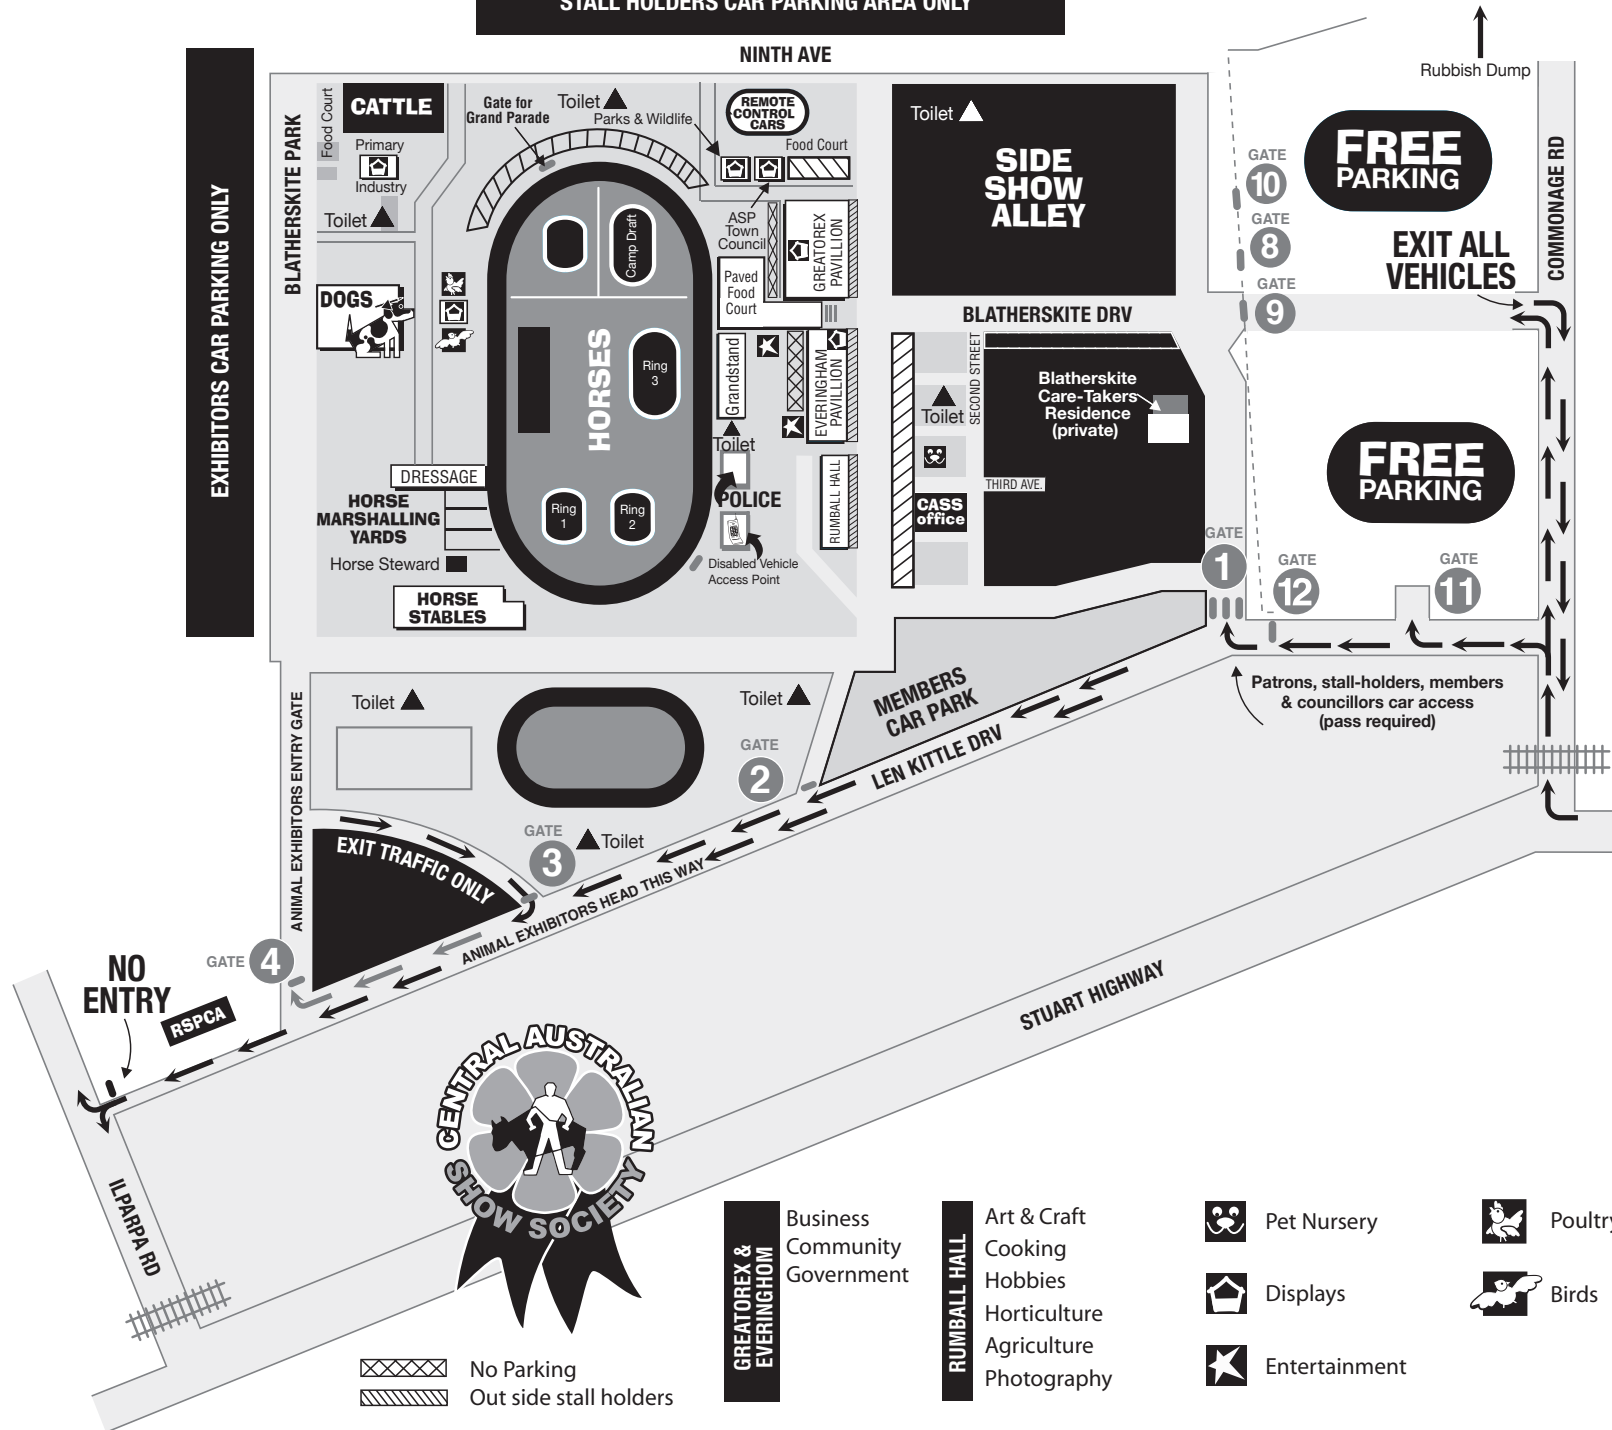 STALL HOLDERS CAR PARKING AREA ONLY
NINTH AVE
Rubbish Dump
EXHIBITORS CAR PARKING ONLY
BLATHERSKITE PARK
Food Court
CATTLE
Primary
Industry
Toilet
Gate for
Grand Parade
Toilet
Parks & Wildlife
REMOTE
CONTROL
CARS
Food Court
ASP
Town
Council
GREATOREX
PAVILLION
Paved
Food
Court
Toilet
SIDE
SHOW
ALLEY
GATE
10
GATE
8
GATE
9
FREE
PARKING
EXIT ALL
VEHICLES
COMMONAGE RD
DOGS
Camp Draft
HORSES
Ring
3
Ring
1
Ring
2
Grandstand
Toilet
EVERINGHAM
PAVILLION
POLICE
RUMBALL HALL
Disabled Vehicle
Access Point
DRESSAGE
HORSE
MARSHALLING
YARDS
Horse Steward
HORSE
STABLES
BLATHERSKITE DRV
SECOND STREET
Toilet
CASS
office
Blatherskite
Care-Takers
Residence
(private)
THIRD AVE.
FREE
PARKING
GATE
1
GATE
12
GATE
11
Patrons, stall-holders, members
& councillors car access
(pass required)
MEMBERS
CAR PARK
LEN KITTLE DRV
ANIMAL EXHIBITORS ENTRY GATE
Toilet
Toilet
GATE
2
GATE
3
Toilet
EXIT TRAFFIC ONLY
ANIMAL EXHIBITORS HEAD THIS WAY
GATE 4
NO
ENTRY
RSPCA
STUART HIGHWAY
ILPARPA RD
CENTRAL AUSTRALIAN
SHOW SOCIETY
No Parking
Out side stall holders
GREATOREX &
EVERINGHOM
Business
Community
Government
RUMBALL HALL
Art & Craft
Cooking
Hobbies
Horticulture
Agriculture
Photography
Pet Nursery
Displays
Entertainment
Poultry
Birds